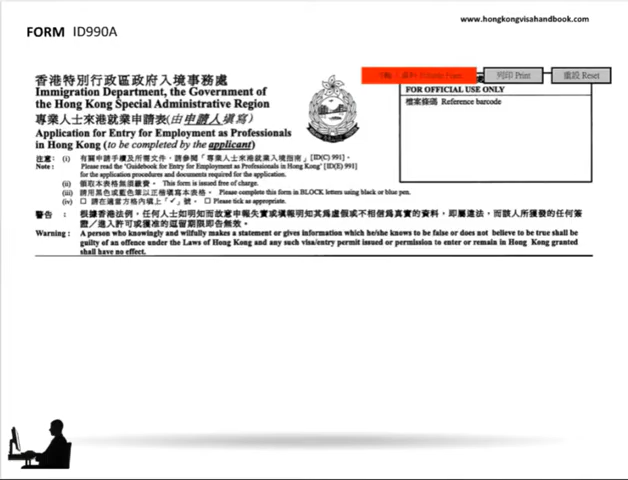 www.hongkongvisahandbook.com
FORM ID990A
列印 Print
重設 Reset
香港特別行政區政府入境事務處
Immigration Department, the Government of
the Hong Kong Special Administrative Region
專業人士來港就業申請表(由申請人填寫)
Application for Entry for Employment as Professionals
in Hong Kong (to be completed by the applicant)
FOR OFFICIAL USE ONLY
檔案條碼 Reference barcode
注意: (i) 有關申請手續及所需文件，請參閱「專業人士來港就業入境指南」[ID(C) 991]。
Note : Please read the "Guidebook for Entry for Employment as Professionals in Hong Kong" [ID(E) 991]
for the application procedures and documents required for the application.
(ii) 領取本表格無須繳費。 This form is issued free of charge.
(iii) 請用黑色或藍色筆以正楷填寫本表格。 Please complete this form in BLOCK letters using black or blue pen.
(iv) □ 請在適當方格內填上「✓」號。 □ Please tick as appropriate.
警告 : 根據香港法例，任何人士如明知而故意申報失實或填報明知其為虛假或不相信為真實的資料，即屬違法，而該人所獲發的任何簽
證／進入許可或獲准的逗留期限即告無效。
Warning : A person who knowingly and wilfully makes a statement or gives information which he/she knows to be false or does not believe to be true shall be
guilty of an offence under the Laws of Hong Kong and any such visa/entry permit issued or permission to enter or remain in Hong Kong granted
shall have no effect.